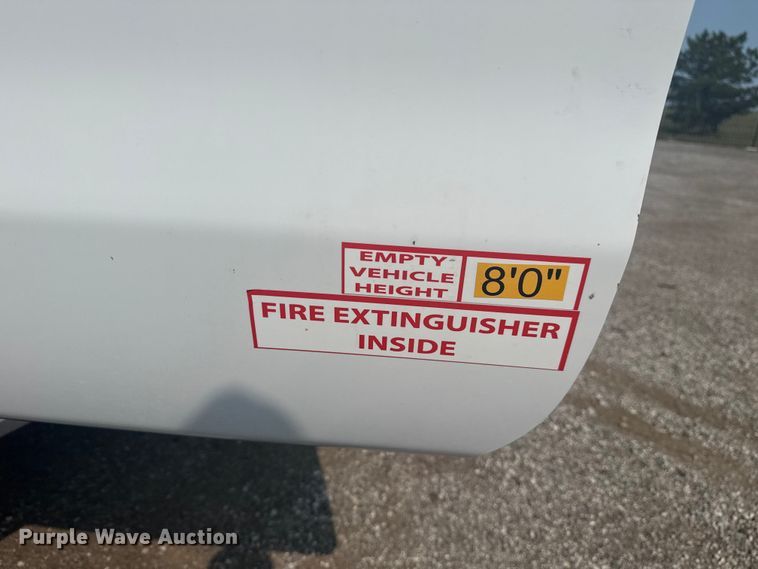 EMPTY
VEHICLE
HEIGHT
8'0"
FIRE EXTINGUISHER
INSIDE
Purple Wave Auction